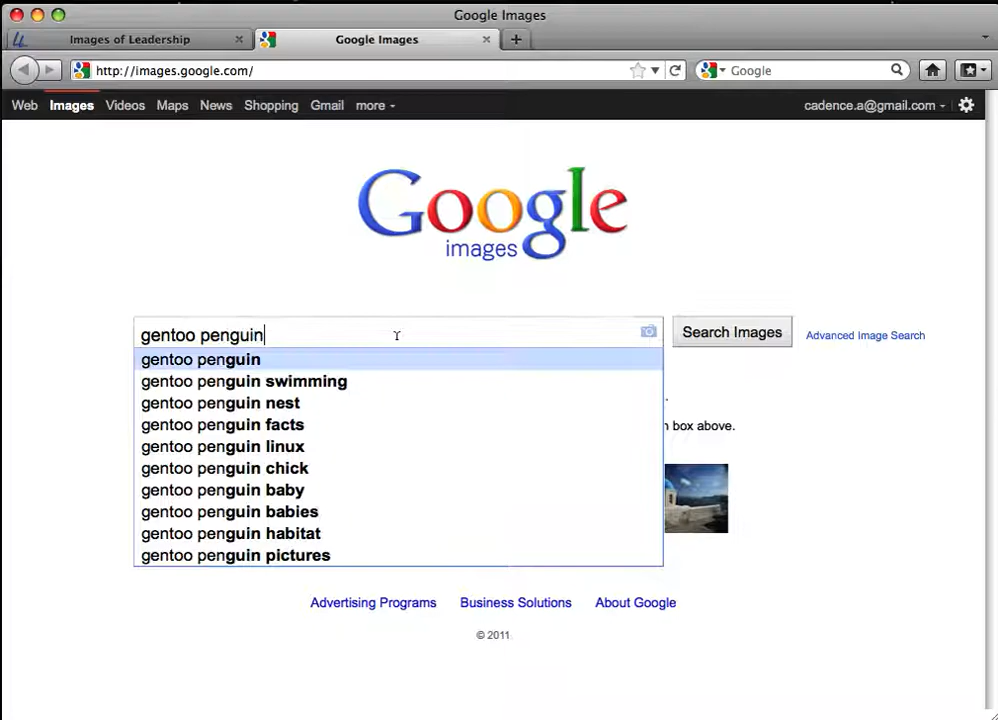 Google Images
Images of Leadership
Google Images
http://images.google.com/
Google
Web Images Videos Maps News Shopping Gmail more
cadence.a@gmail.com
Google
images
gentoo penguin
Search Images
Advanced Image Search
gentoo penguin
gentoo penguin swimming
gentoo penguin nest
gentoo penguin facts
box above.
gentoo penguin linux
gentoo penguin chick
gentoo penguin baby
gentoo penguin babies
gentoo penguin habitat
gentoo penguin pictures
Advertising Programs Business Solutions About Google
© 2011